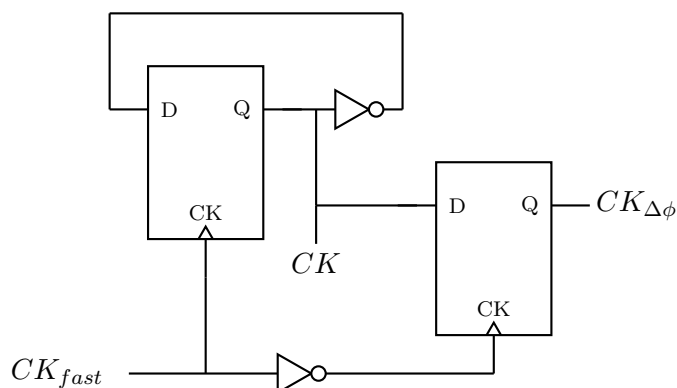 D Q
CK
D Q
$CK_{\Delta\phi}$
$CK$
CK
$CK_{fast}$